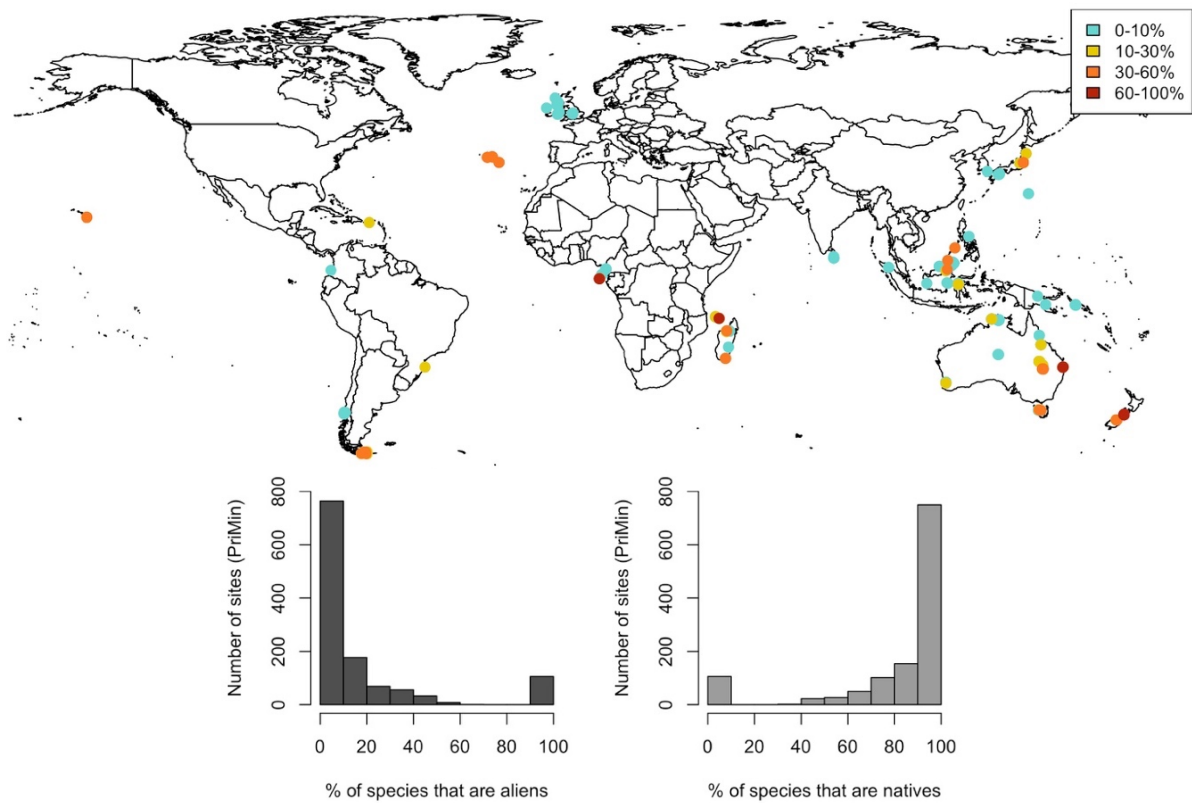 0-10%
10-30%
30-60%
60-100%
Number of sites (PriMin)
800
600
400
200
0
0 20 40 60 80 100
% of species that are aliens
Number of sites (PriMin)
800
600
400
200
0
0 20 40 60 80 100
% of species that are natives